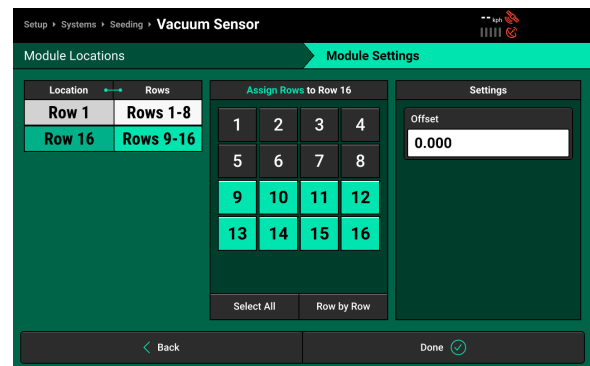 Setup › Systems › Seeding › Vacuum Sensor
-- kph
Module Locations
Module Settings
Location Rows
Row 1 Rows 1-8
Row 16 Rows 9-16
Assign Rows to Row 16
1 2 3 4
5 6 7 8
9 10 11 12
13 14 15 16
Select All Row by Row
Settings
Offset
0.000
Back
Done